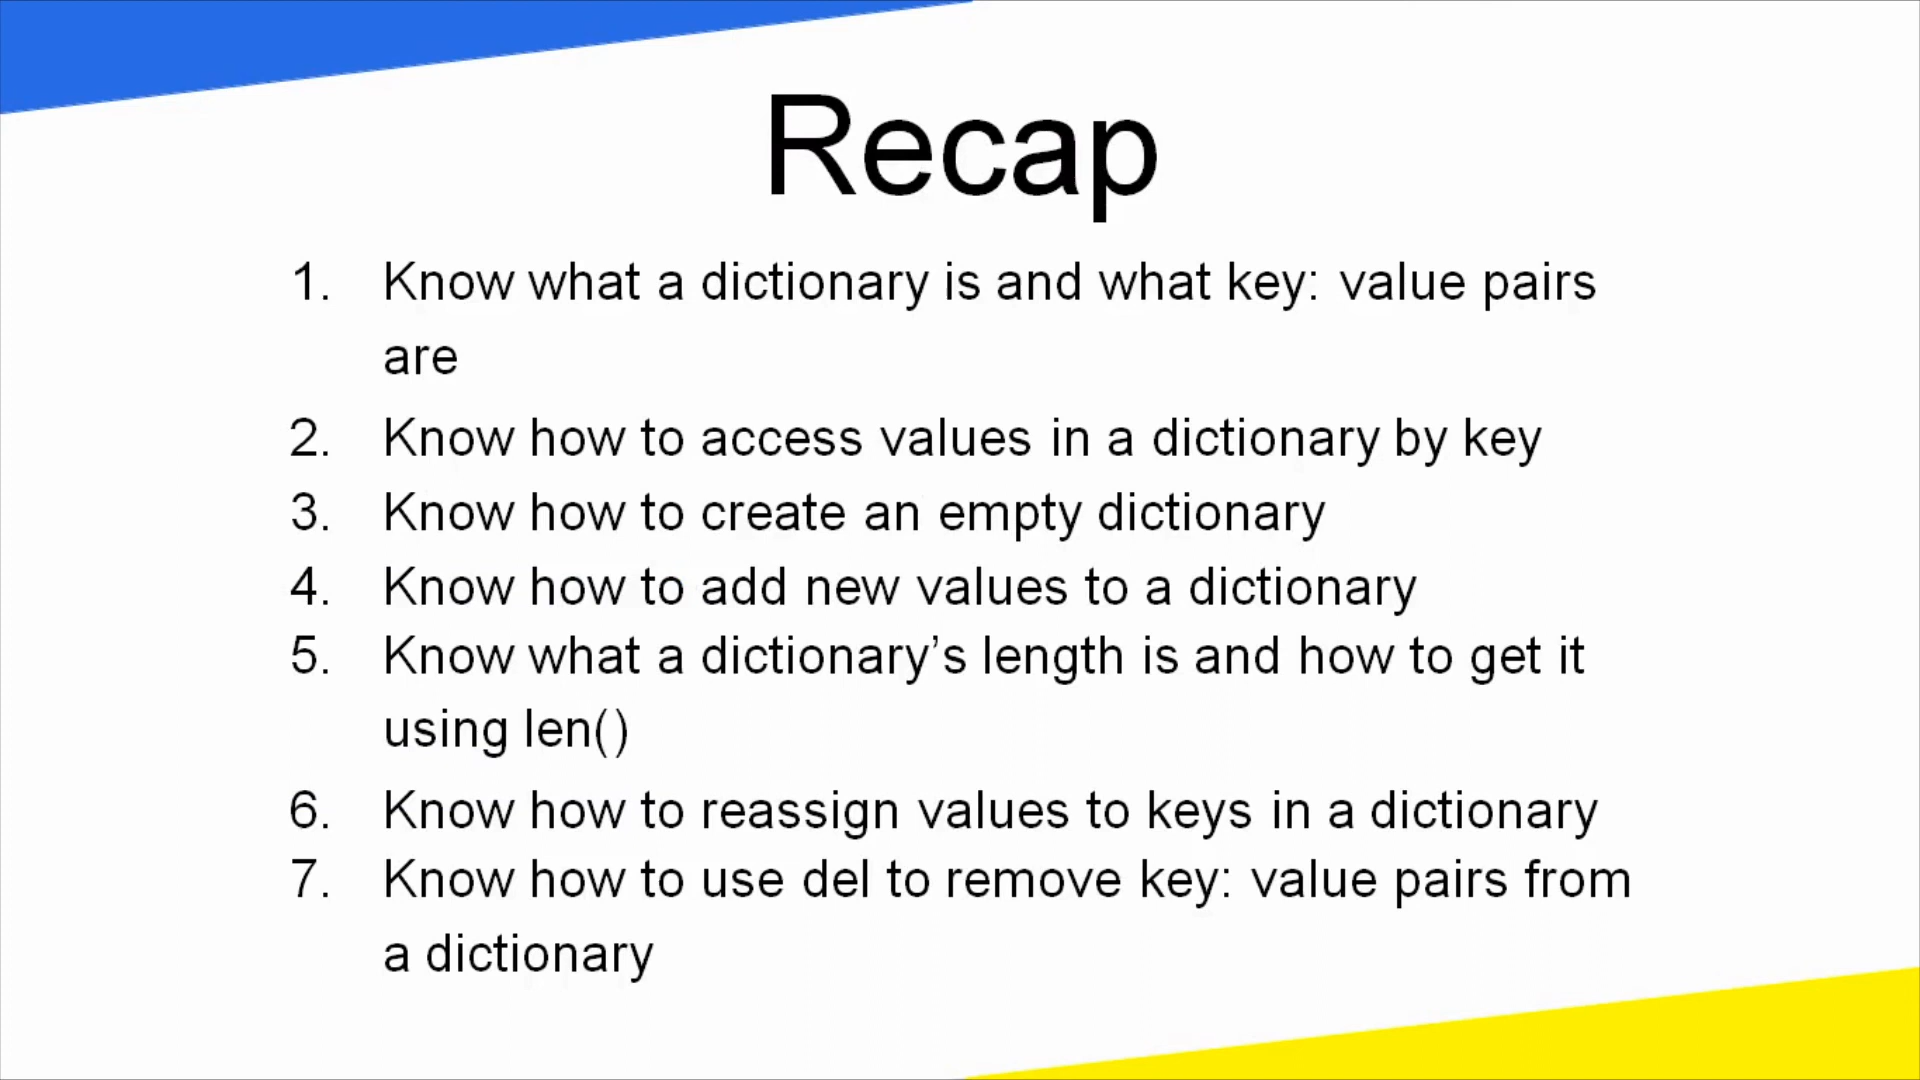 Recap
1. Know what a dictionary is and what key: value pairs
are
2. Know how to access values in a dictionary by key
3. Know how to create an empty dictionary
4. Know how to add new values to a dictionary
5. Know what a dictionary’s length is and how to get it
using len()
6. Know how to reassign values to keys in a dictionary
7. Know how to use del to remove key: value pairs from
a dictionary